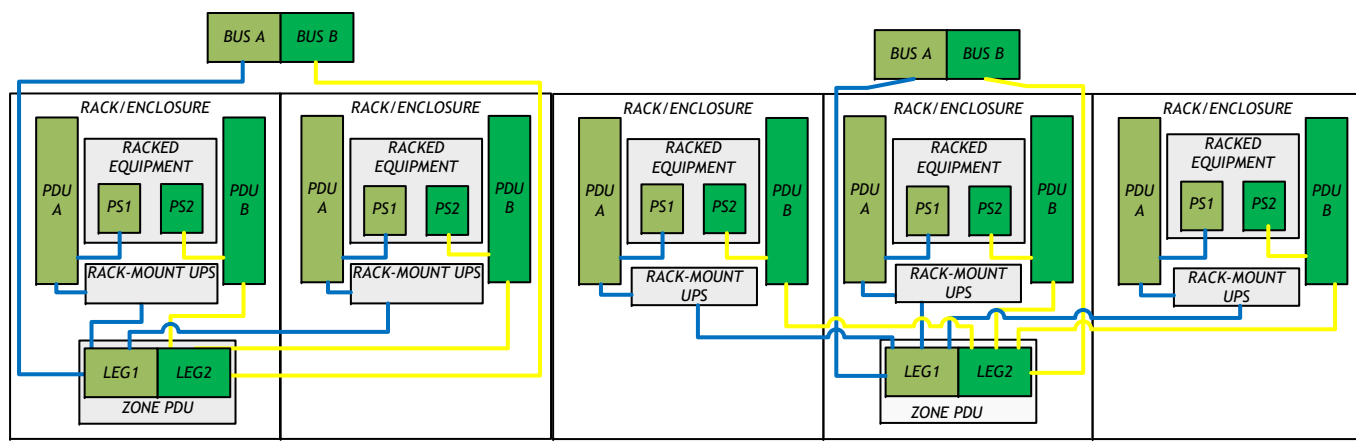 BUS A
BUS B
BUS A
BUS B
RACK/ENCLOSURE
PDU
A
RACKED
EQUIPMENT
PS1
PS2
PDU
B
RACK-MOUNT UPS
LEG1
LEG2
ZONE PDU
RACK/ENCLOSURE
PDU
A
RACKED
EQUIPMENT
PS1
PS2
PDU
B
RACK-MOUNT UPS
RACK/ENCLOSURE
PDU
A
RACKED
EQUIPMENT
PS1
PS2
PDU
B
RACK-MOUNT
UPS
RACK/ENCLOSURE
PDU
A
RACKED
EQUIPMENT
PS1
PS2
PDU
B
RACK-MOUNT
UPS
LEG1
LEG2
ZONE PDU
RACK/ENCLOSURE
PDU
A
RACKED
EQUIPMENT
PS1
PS2
PDU
B
RACK-MOUNT
UPS